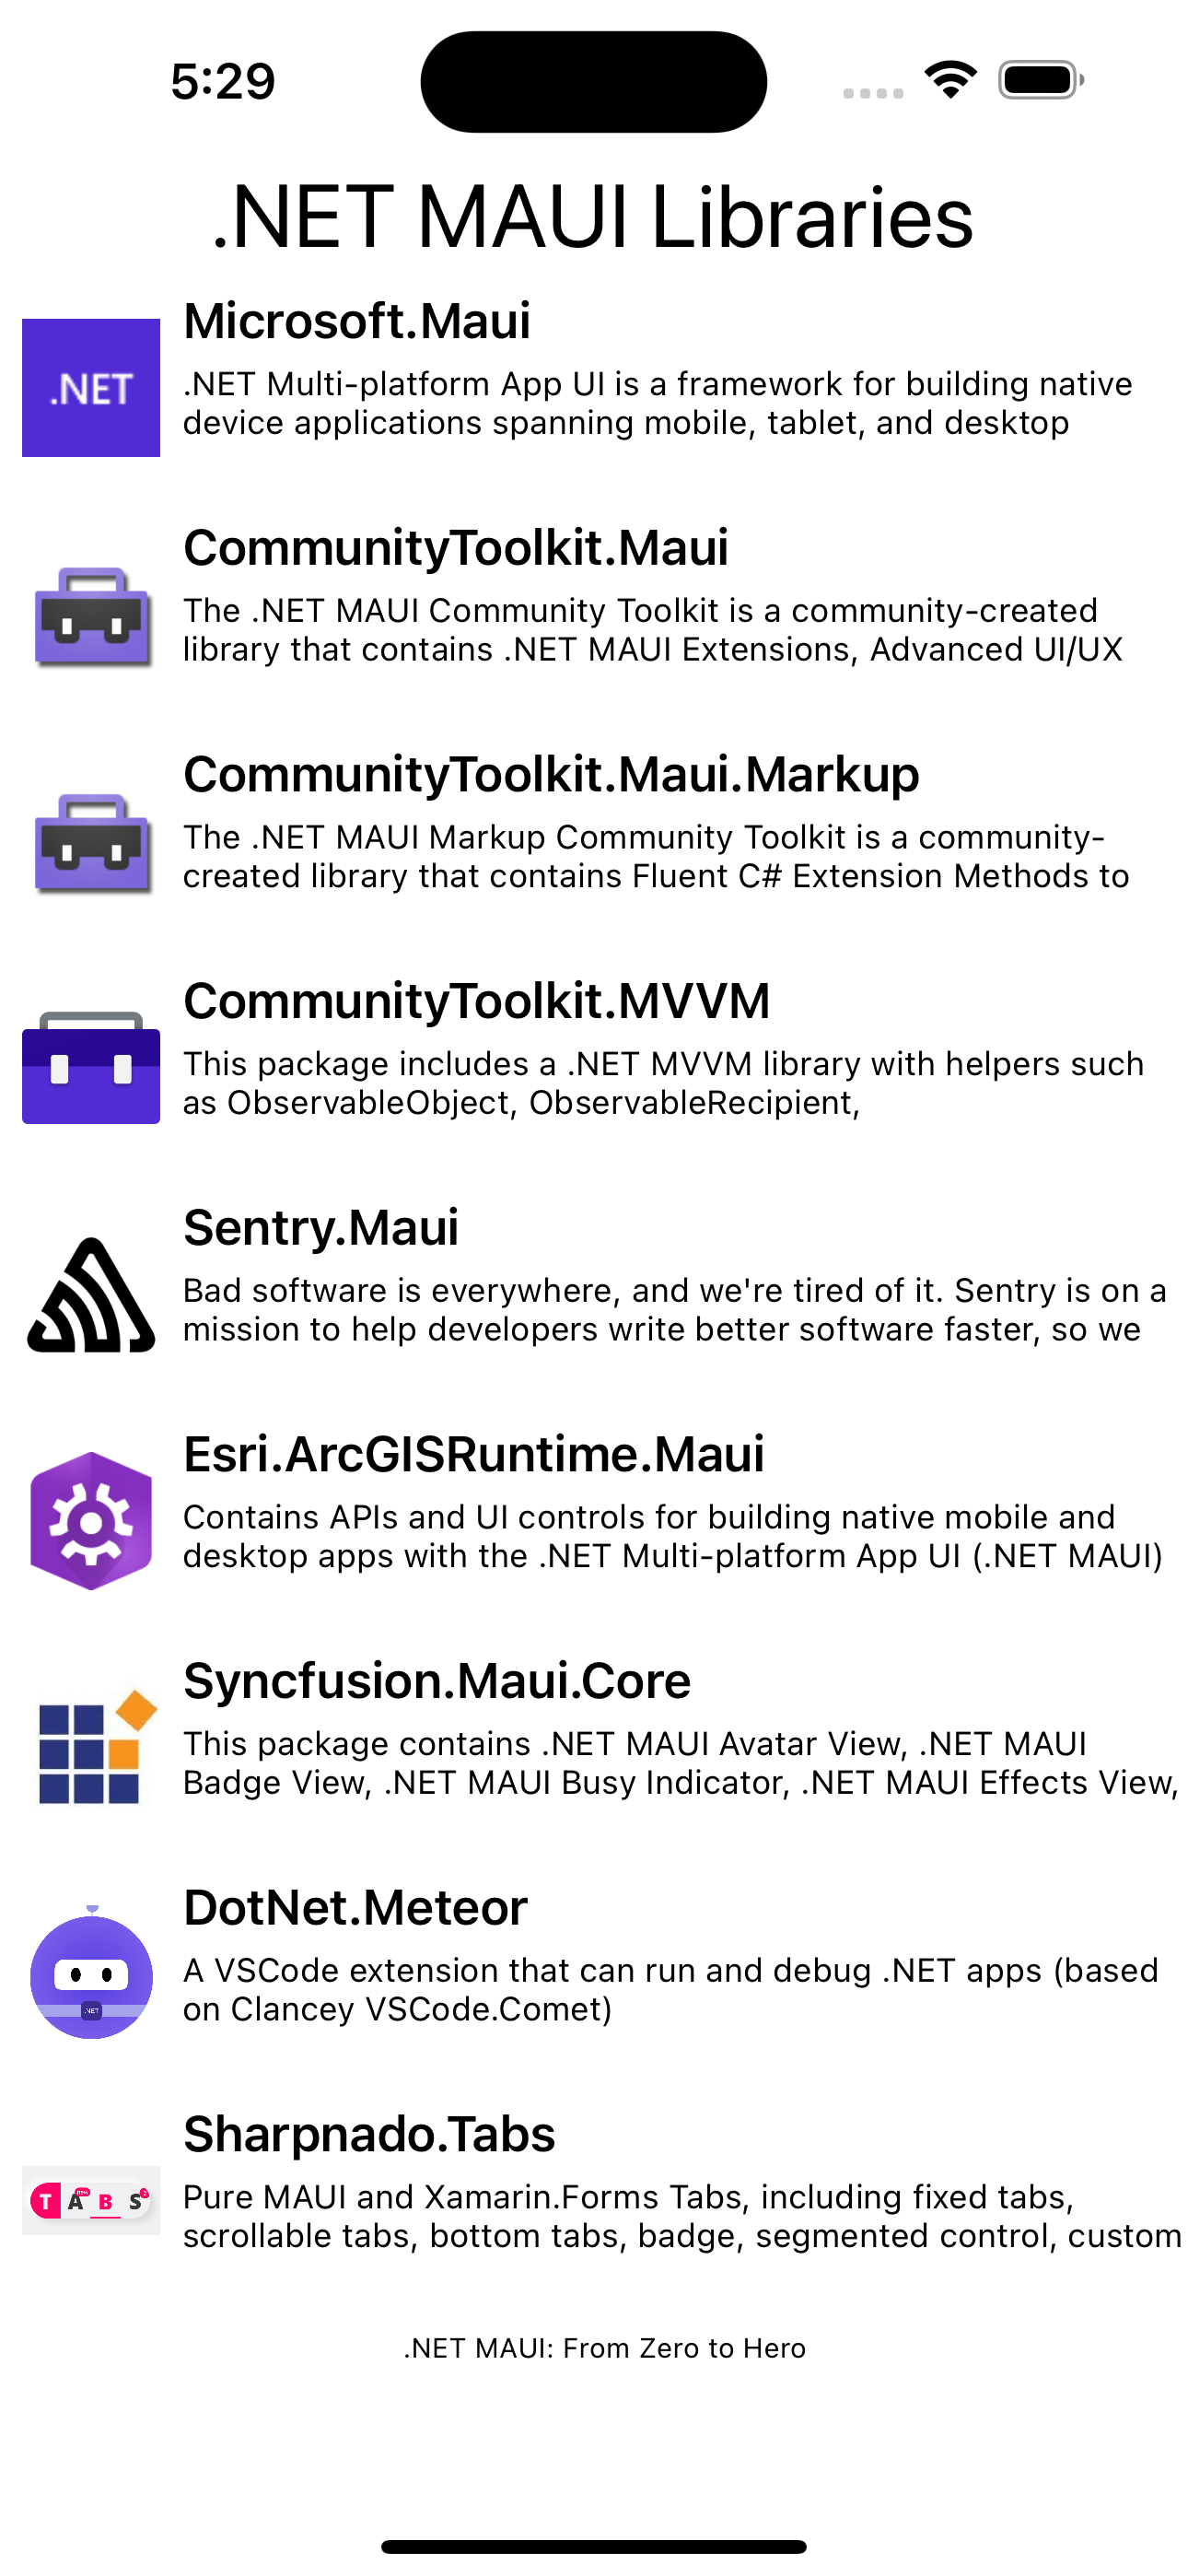 5:29
.NET MAUI Libraries
.NET
Microsoft.Maui
.NET Multi-platform App UI is a framework for building native
device applications spanning mobile, tablet, and desktop
CommunityToolkit.Maui
The .NET MAUI Community Toolkit is a community-created
library that contains .NET MAUI Extensions, Advanced UI/UX
CommunityToolkit.Maui.Markup
The .NET MAUI Markup Community Toolkit is a community-
created library that contains Fluent C# Extension Methods to
CommunityToolkit.MVVM
This package includes a .NET MVVM library with helpers such
as ObservableObject, ObservableRecipient,
Sentry.Maui
Bad software is everywhere, and we're tired of it. Sentry is on a
mission to help developers write better software faster, so we
Esri.ArcGISRuntime.Maui
Contains APIs and UI controls for building native mobile and
desktop apps with the .NET Multi-platform App UI (.NET MAUI)
Syncfusion.Maui.Core
This package contains .NET MAUI Avatar View, .NET MAUI
Badge View, .NET MAUI Busy Indicator, .NET MAUI Effects View,
DotNet.Meteor
A VSCode extension that can run and debug .NET apps (based
on Clancey VSCode.Comet)
.NET
Sharpnado.Tabs
Pure MAUI and Xamarin.Forms Tabs, including fixed tabs,
scrollable tabs, bottom tabs, badge, segmented control, custom
TABS
.NET MAUI: From Zero to Hero